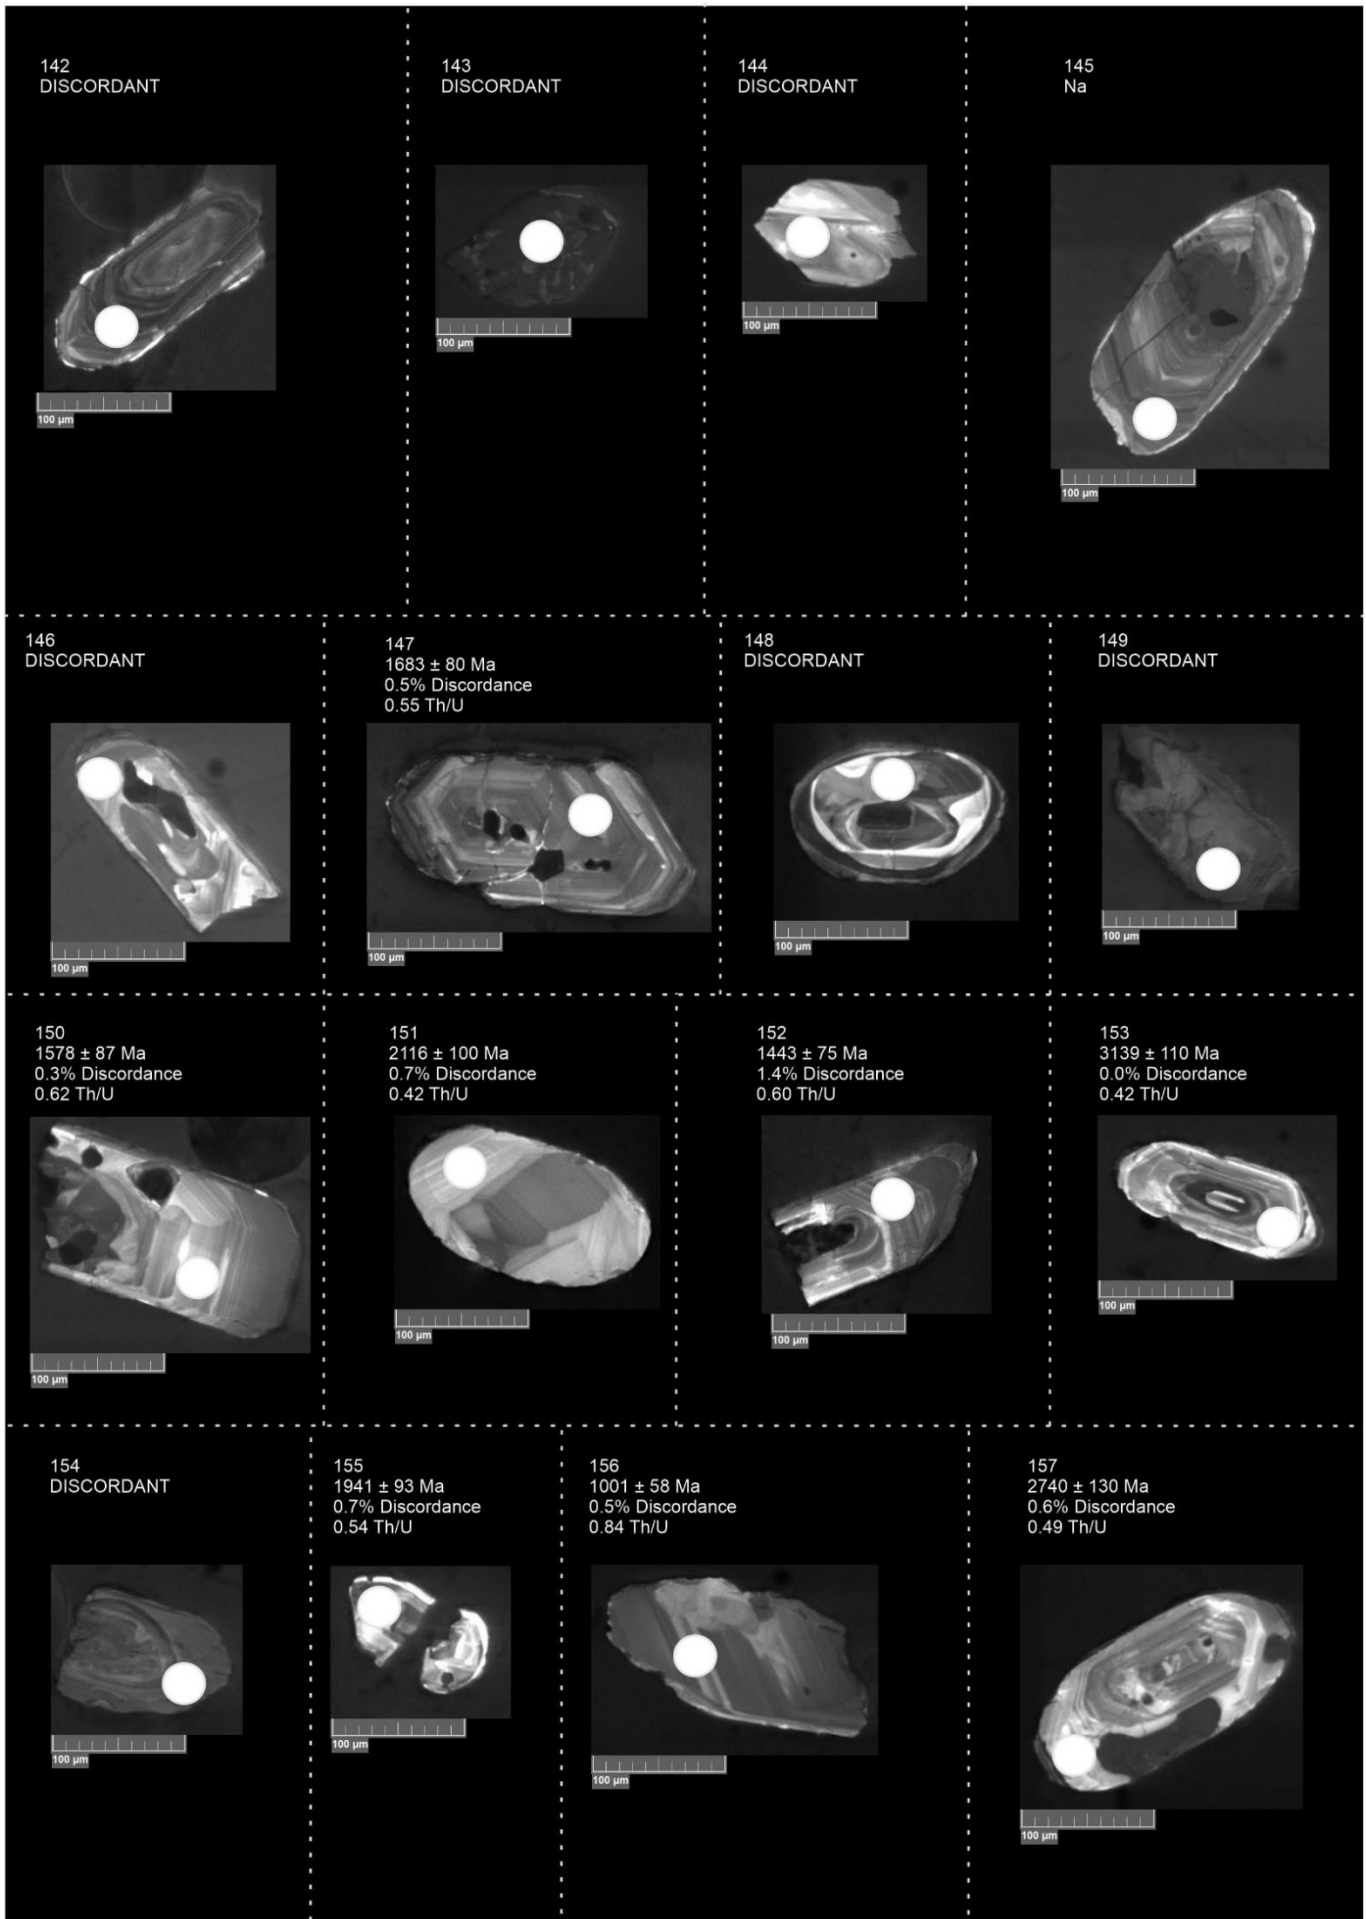 142
DISCORDANT
100 µm
143
DISCORDANT
100 µm
144
DISCORDANT
100 µm
145
Na
100 µm
146
DISCORDANT
100 µm
147
1683 ± 80 Ma
0.5% Discordance
0.55 Th/U
100 µm
148
DISCORDANT
100 µm
149
DISCORDANT
100 µm
150
1578 ± 87 Ma
0.3% Discordance
0.62 Th/U
100 µm
151
2116 ± 100 Ma
0.7% Discordance
0.42 Th/U
100 µm
152
1443 ± 75 Ma
1.4% Discordance
0.60 Th/U
100 µm
153
3139 ± 110 Ma
0.0% Discordance
0.42 Th/U
100 µm
154
DISCORDANT
100 µm
155
1941 ± 93 Ma
0.7% Discordance
0.54 Th/U
100 µm
156
1001 ± 58 Ma
0.5% Discordance
0.84 Th/U
100 µm
157
2740 ± 130 Ma
0.6% Discordance
0.49 Th/U
100 µm